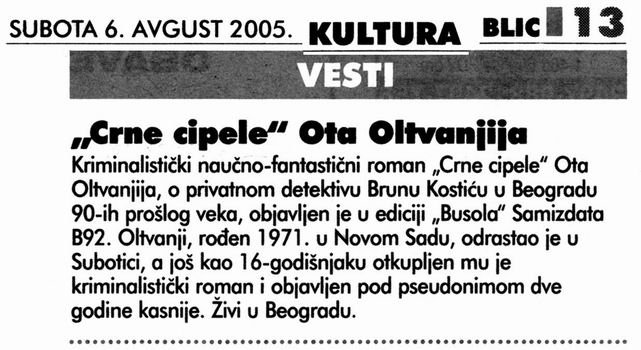 SUBOTA 6. AVGUST 2005. KULTURA BLIC 13
VESTI
„Crne cipele“ Ota Oltvanjija
Kriminalistički naučno-fantastični roman „Crne cipele“ Ota
Oltvanjija, o privatnom detektivu Brunu Kostiću u Beogradu
90-ih prošlog veka, objavljen je u ediciji „Busola“ Samizdata
B92. Oltvanji, rođen 1971. u Novom Sadu, odrastao je u
Subotici, a još kao 16-godišnjaku otkupljen mu je
kriminalistički roman i objavljen pod pseudonimom dve
godine kasnije. Živi u Beogradu.